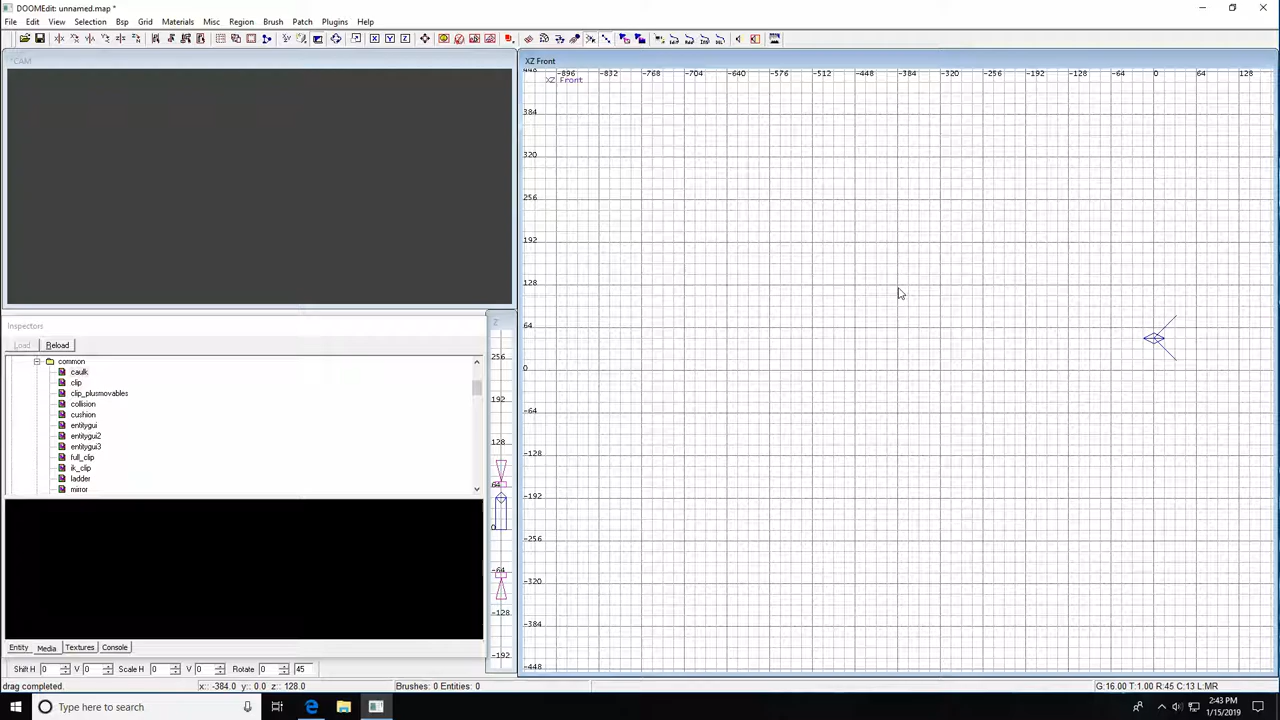 DOOMEdit: unnamed.map *
File Edit View Selection Bsp Grid Materials Misc Region Brush Patch Plugins Help
*CAM
XZ Front
-896 -832 -768 -704 -640 -576 -512 -448 -384 -320 -256 -192 -128 -64 0 64 128
448
XZ Front
384
320
256
192
128
64
0
-64
-128
-192
-256
-320
-384
-448
Inspectors
Load Reload
common
caulk
clip
clip_plusmovables
collision
cushion
entitygui
entitygui2
entitygui3
full_clip
ik_clip
ladder
mirror
Z
256
192
128
64
0
-64
-128
-192
Entity Media Textures Console
Shift H 0 V 0 Scale H 0 V 0 Rotate 0 45
drag completed. x:: -384.0 y:: 0.0 z:: 128.0 Brushes: 0 Entities: 0 G:16.00 T:1.00 R:45 C:13 L:MR
Type here to search
2:43 PM
1/15/2019